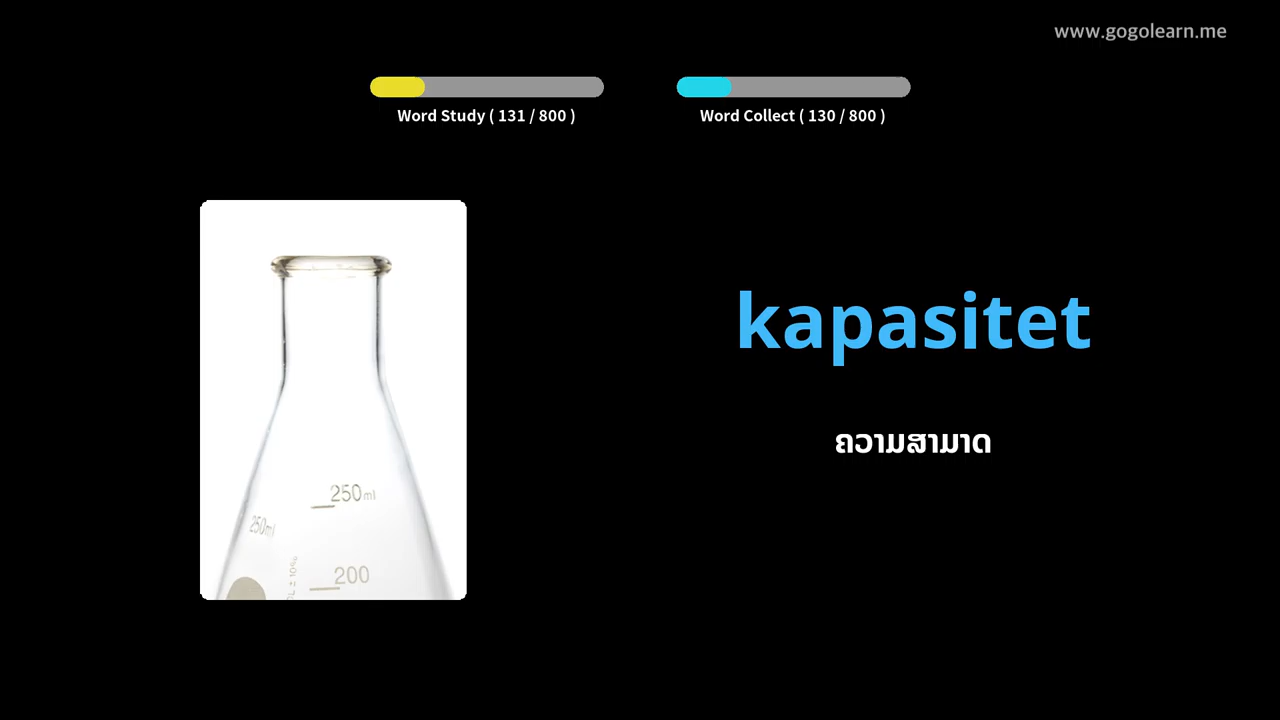 www.gogolearn.me
Word Study ( 131 / 800 )
Word Collect ( 130 / 800 )
kapasitet
ຄວາມສາມາດ
250ml
250ml
200